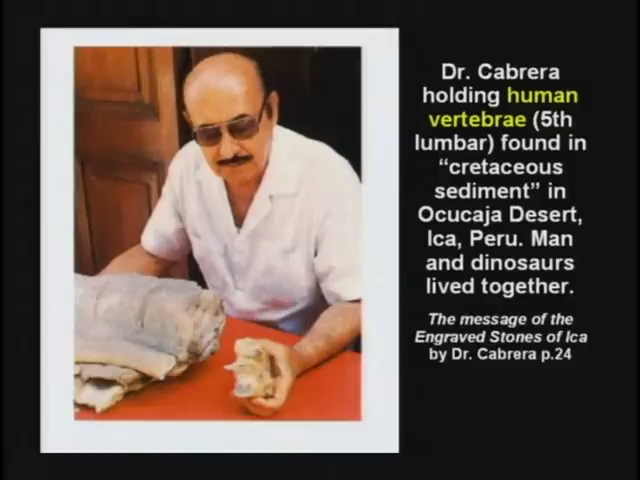 Dr. Cabrera
holding human
vertebrae (5th
lumbar) found in
“cretaceous
sediment” in
Ocucaja Desert,
Ica, Peru. Man
and dinosaurs
lived together.
The message of the
Engraved Stones of Ica
by Dr. Cabrera p.24